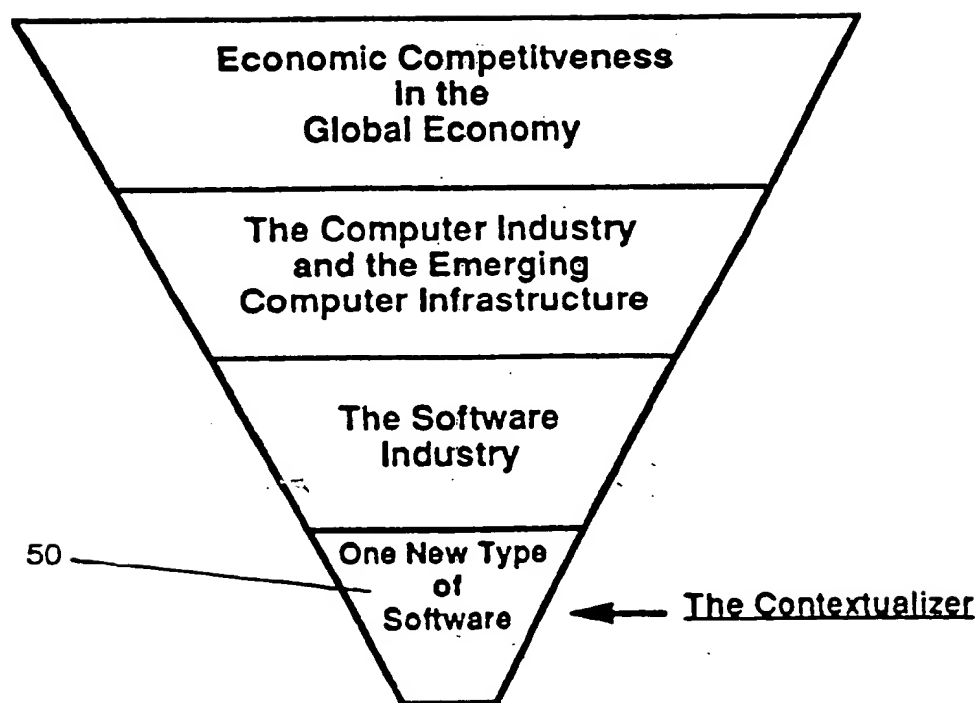 Economic Competitveness
in the
Global Economy
The Computer Industry
and the Emerging
Computer Infrastructure
The Software
Industry
50
One New Type
of
Software
The Contextualizer